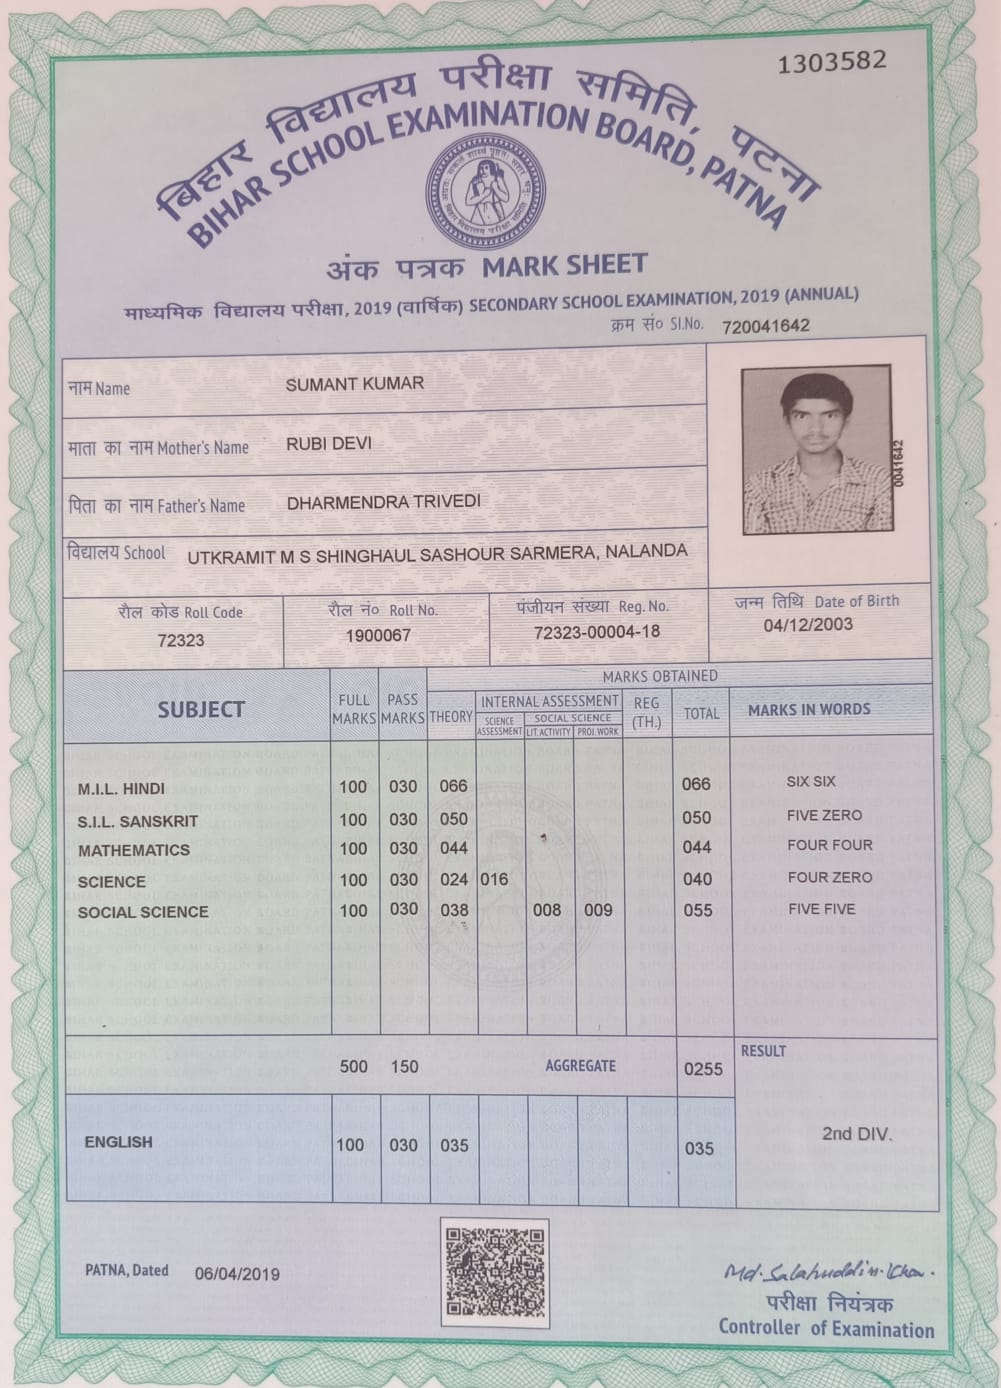 1303582
बिहार विद्यालय परीक्षा समिति, पटना
BIHAR SCHOOL EXAMINATION BOARD, PATNA
अंक पत्रक MARK SHEET
माध्यमिक विद्यालय परीक्षा, 2019 (वार्षिक) SECONDARY SCHOOL EXAMINATION, 2019 (ANNUAL)
क्रम सं० Sl.No. 720041642
नाम Name SUMANT KUMAR
माता का नाम Mother's Name RUBI DEVI
पिता का नाम Father's Name DHARMENDRA TRIVEDI
0041642
विद्यालय School UTKRAMIT M S SHINGHAUL SASHOUR SARMERA, NALANDA
रौल कोड Roll Code रौल नं० Roll No. पंजीयन संख्या Reg. No. जन्म तिथि Date of Birth
72323 1900067 72323-00004-18 04/12/2003
MARKS OBTAINED
SUBJECT FULL MARKS PASS MARKS THEORY INTERNAL ASSESSMENT REG (TH.) TOTAL MARKS IN WORDS
SCIENCE ASSESSMENT SOCIAL SCIENCE
LIT.ACTIVITY PROJ.WORK
M.I.L. HINDI 100 030 066 066 SIX SIX
S.I.L. SANSKRIT 100 030 050 050 FIVE ZERO
MATHEMATICS 100 030 044 044 FOUR FOUR
SCIENCE 100 030 024 016 040 FOUR ZERO
SOCIAL SCIENCE 100 030 038 008 009 055 FIVE FIVE
500 150 AGGREGATE 0255 RESULT
ENGLISH 100 030 035 035 2nd DIV.
PATNA, Dated 06/04/2019
Md. Salahuddin Khan.
परीक्षा नियंत्रक
Controller of Examination